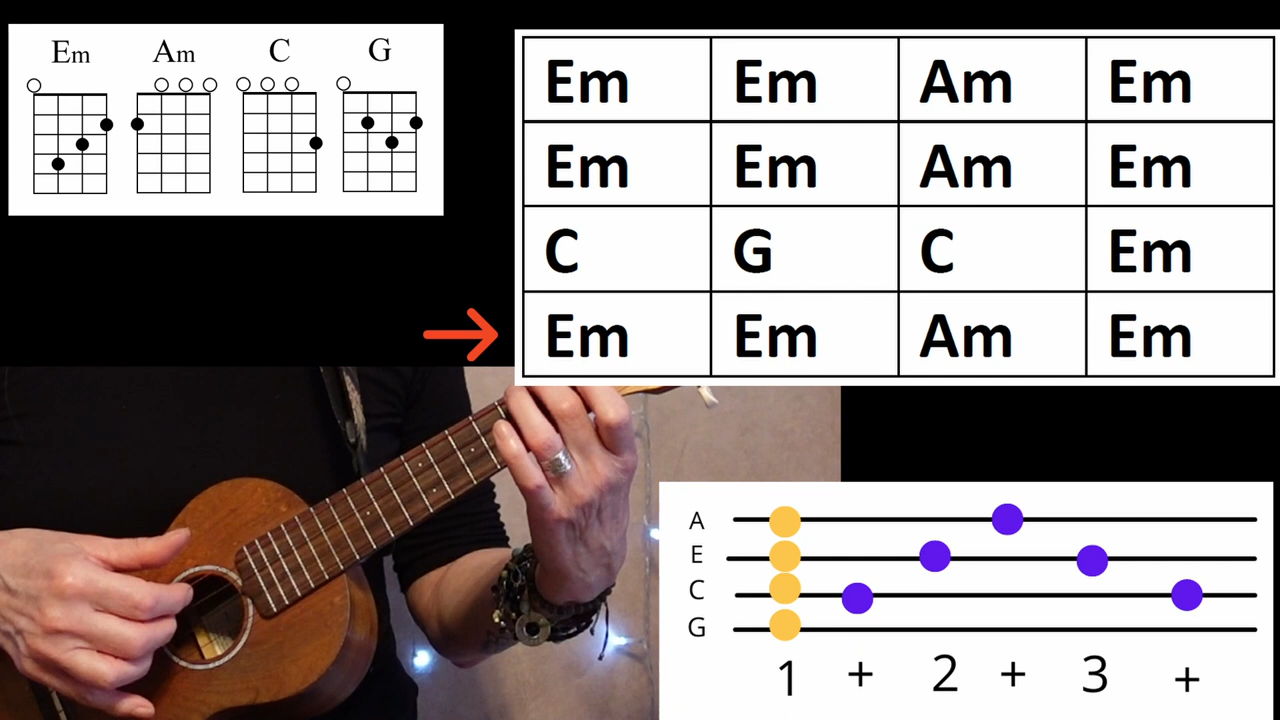 Em Am C G
Em Em Am Em
Em Em Am Em
C G C Em
Em Em Am Em
A
E
C
G
1 + 2 + 3 +